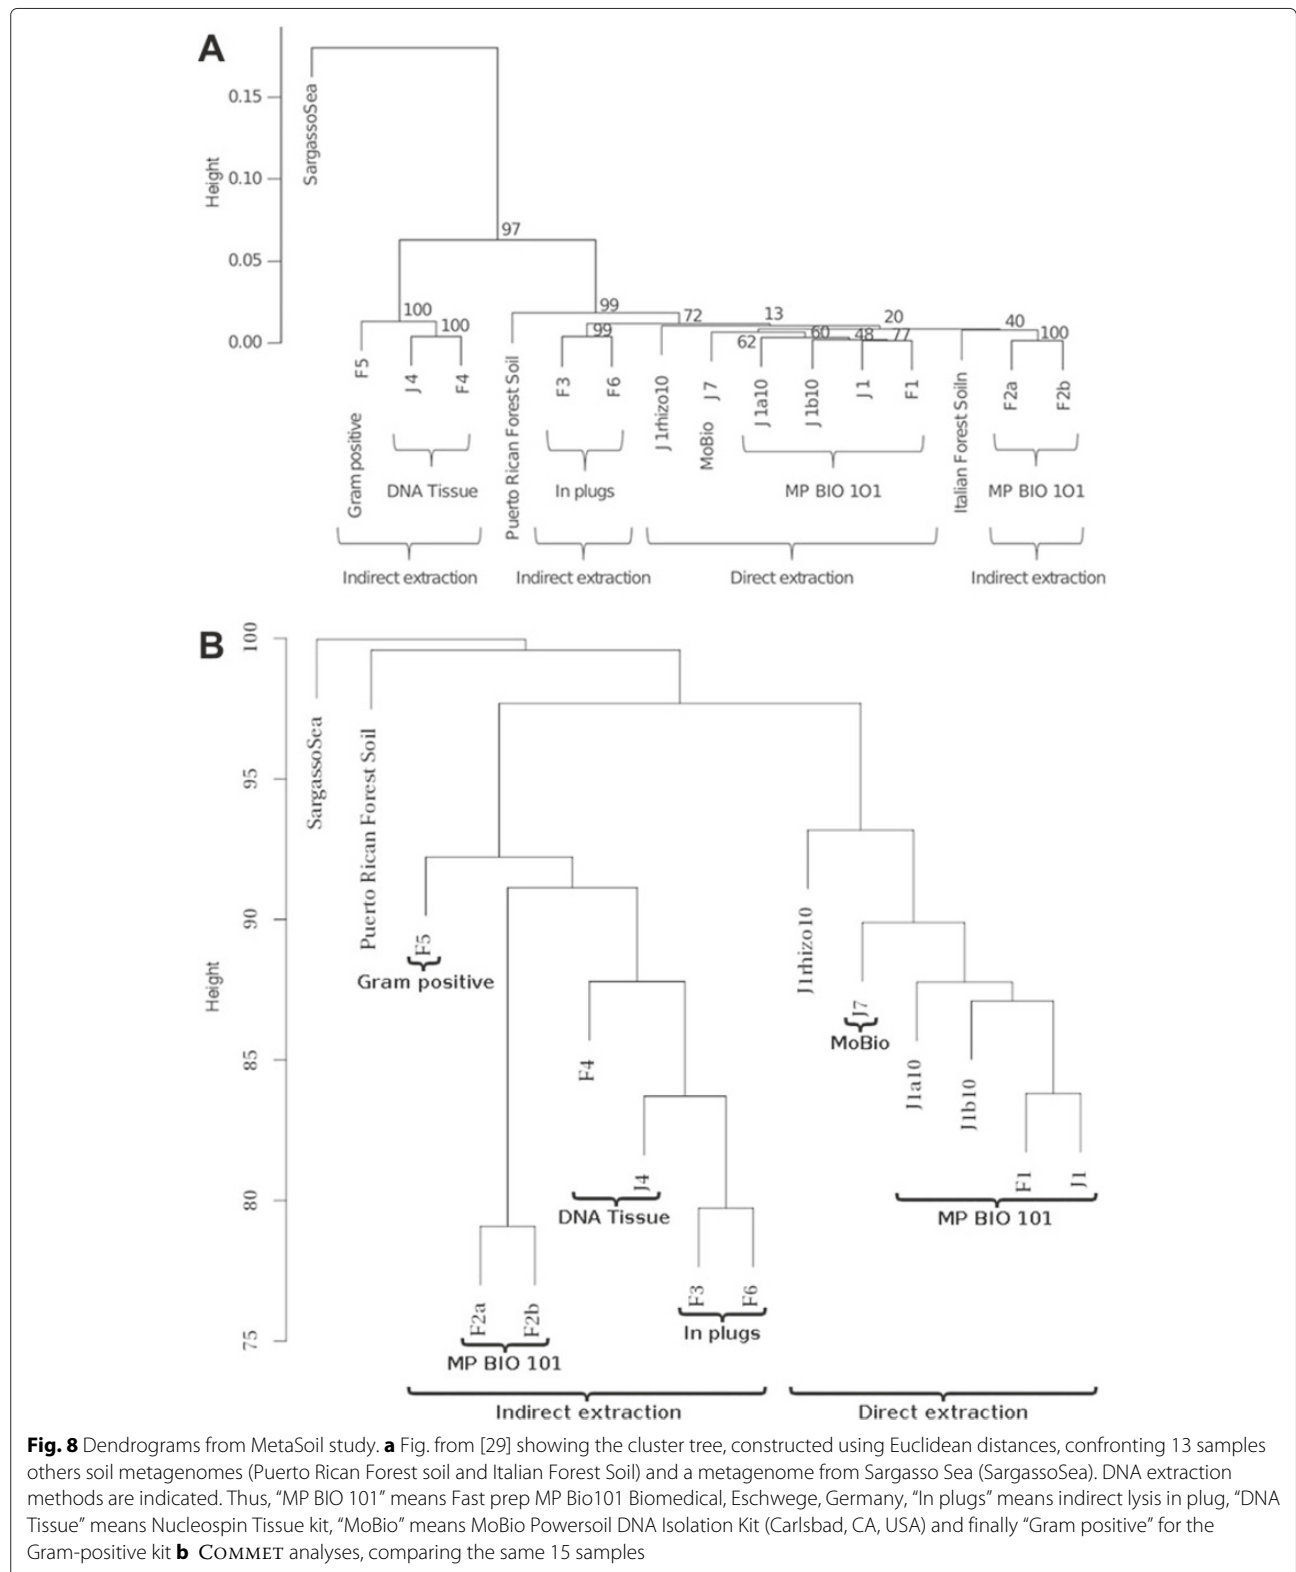 A
0.15
0.10
0.05
0.00
Height
SargassoSea
97
100
100
99
99
72
13
20
40
62
60
48
77
100
F5
J 4
F4
Puerto Rican Forest Soil
F3
F6
J 1rhizo10
J 7
J 1a10
J 1b10
J 1
F1
Italian Forest Soiln
F2a
F2b
Gram positive
DNA Tissue
In plugs
MoBio
MP BIO 1O1
MP BIO 1O1
Indirect extraction
Indirect extraction
Direct extraction
Indirect extraction
B
100
95
90
85
80
75
Height
SargassoSea
Puerto Rican Forest Soil
F5
Gram positive
J1rhizo10
J7
MoBio
F4
J1a10
J1b10
J4
DNA Tissue
F1
J1
MP BIO 101
F3
F6
In plugs
F2a
F2b
MP BIO 101
Indirect extraction
Direct extraction
Fig. 8 Dendrograms from MetaSoil study. a Fig. from [29] showing the cluster tree, constructed using Euclidean distances, confronting 13 samples
others soil metagenomes (Puerto Rican Forest soil and Italian Forest Soil) and a metagenome from Sargasso Sea (SargassoSea). DNA extraction
methods are indicated. Thus, “MP BIO 101” means Fast prep MP Bio101 Biomedical, Eschwege, Germany, “In plugs” means indirect lysis in plug, “DNA
Tissue” means Nucleospin Tissue kit, “MoBio” means MoBio Powersoil DNA Isolation Kit (Carlsbad, CA, USA) and finally “Gram positive” for the
Gram-positive kit b COMMET analyses, comparing the same 15 samples